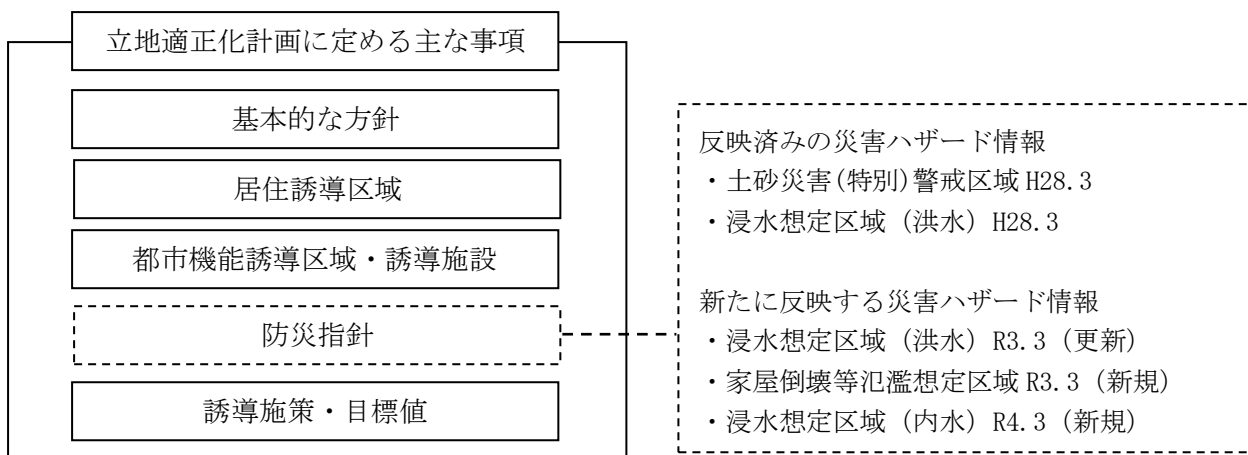 立地適正化計画に定める主な事項
基本的な方針
居住誘導区域
都市機能誘導区域・誘導施設
防災指針
誘導施策・目標値
反映済みの災害ハザード情報
・土砂災害(特別)警戒区域 H28.3
・浸水想定区域（洪水）H28.3
新たに反映する災害ハザード情報
・浸水想定区域（洪水）R3.3（更新）
・家屋倒壊等氾濫想定区域 R3.3（新規）
・浸水想定区域（内水）R4.3（新規）